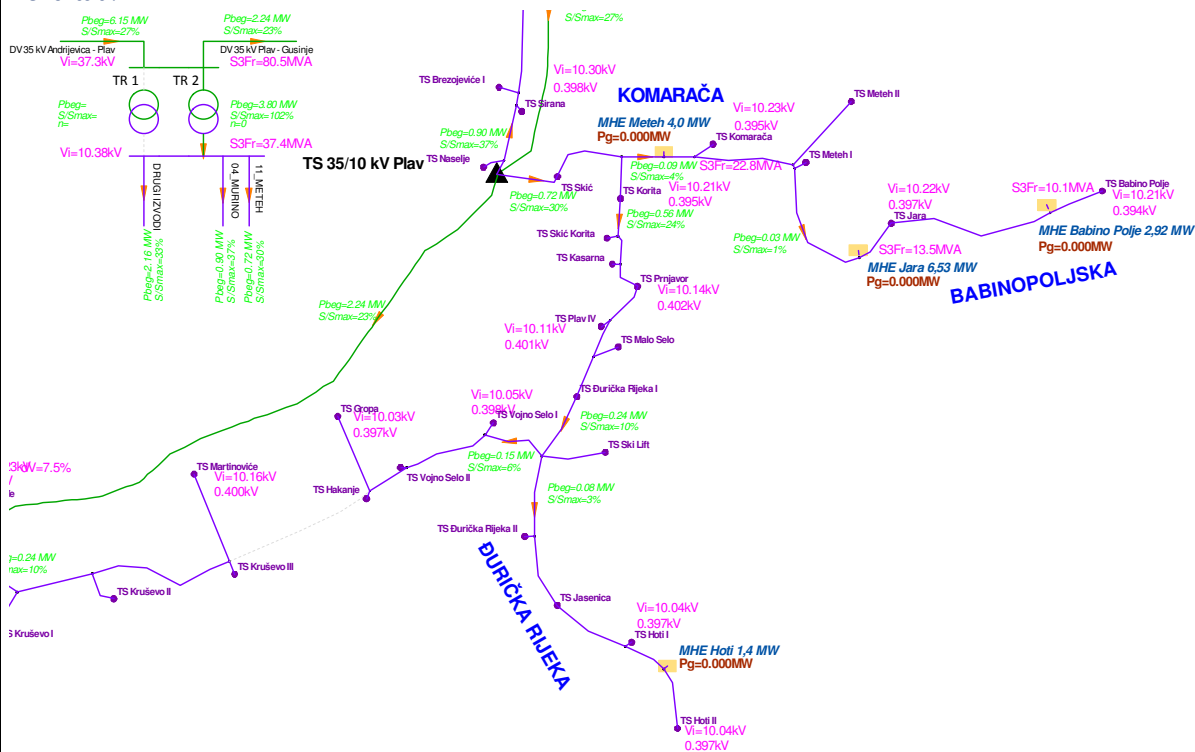 Pbeg=6.15 MW
S/Smax=27%
DV 35 kV Andrijevica - Plav
Vi=37.3kV
Pbeg=2.24 MW
S/Smax=23%
DV 35 kV Plav - Gusinje
S3Fr=80.5MVA
TR 1
TR 2
Pbeg=
S/Smax=
n=
Pbeg=3.80 MW
S/Smax=102%
n=0
Vi=10.38kV
S3Fr=37.4MVA
DRUGI IZVODI
04_MURINO
11_METEH
Pbeg=2.16 MW
S/Smax=33%
Pbeg=0.90 MW
S/Smax=37%
Pbeg=0.72 MW
S/Smax=30%
S/Smax=27%
Vi=10.30kV
0.398kV
TS Brezojeviće I
TS Sirana
Pbeg=0.90 MW
S/Smax=37%
TS Naselje
TS 35/10 kV Plav
KOMARAČA
MHE Meteh 4,0 MW
Pg=0.000MW
Vi=10.23kV
0.395kV
TS Komarača
TS Meteh II
TS Meteh I
Pbeg=0.09 MW
S/Smax=4%
S3Fr=22.8MVA
TS Skić
Pbeg=0.72 MW
S/Smax=30%
TS Korita
Vi=10.21kV
0.395kV
Pbeg=0.56 MW
S/Smax=24%
TS Skić Korita
TS Kasarna
TS Prnjavor
Vi=10.14kV
0.402kV
Vi=10.22kV
0.397kV
TS Jara
S3Fr=10.1MVA
TS Babino Polje
Vi=10.21kV
0.394kV
MHE Babino Polje 2,92 MW
Pg=0.000MW
Pbeg=0.03 MW
S/Smax=1%
S3Fr=13.5MVA
MHE Jara 6,53 MW
Pg=0.000MW
BABINOPOLJSKA
Pbeg=2.24 MW
S/Smax=23%
TS Plav IV
Vi=10.11kV
0.401kV
TS Malo Selo
TS Đurička Rijeka I
Vi=10.05kV
0.398kV
TS Vojno Selo I
Pbeg=0.24 MW
S/Smax=10%
TS Gropa
Vi=10.03kV
0.397kV
TS Ski Lift
Pbeg=0.15 MW
S/Smax=6%
dV=7.5%
TS Martinoviće
Vi=10.16kV
0.400kV
TS Vojno Selo II
TS Hakanje
Pbeg=0.08 MW
S/Smax=3%
TS Đurička Rijeka II
=0.24 MW
max=10%
TS Kruševo III
TS Kruševo II
S Kruševo I
ĐURIČKA RIJEKA
TS Jasenica
Vi=10.04kV
0.397kV
TS Hoti I
MHE Hoti 1,4 MW
Pg=0.000MW
TS Hoti II
Vi=10.04kV
0.397kV